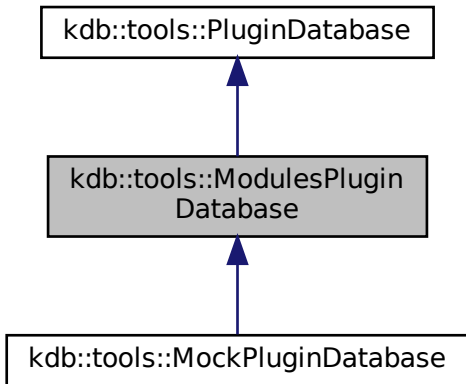 kdb::tools::PluginDatabase
kdb::tools::ModulesPlugin
Database
kdb::tools::MockPluginDatabase